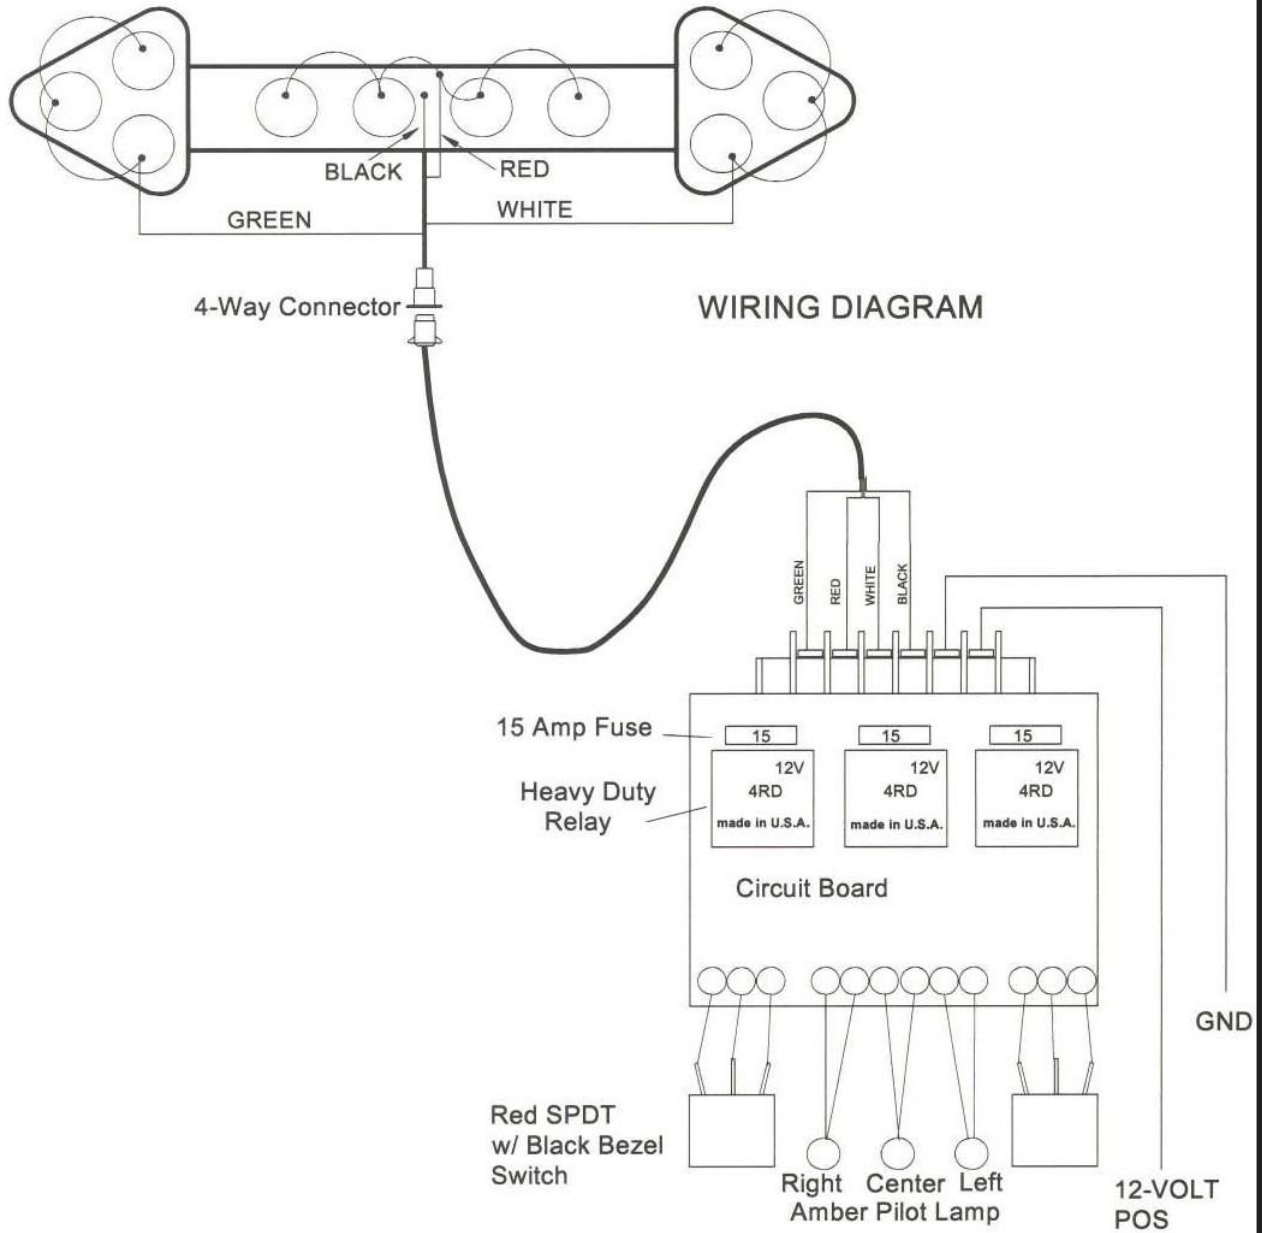 BLACK
RED
GREEN
WHITE
4-Way Connector
WIRING DIAGRAM
GREEN
RED
WHITE
BLACK
15 Amp Fuse
15
15
15
Heavy Duty
Relay
12V
4RD
made in U.S.A.
12V
4RD
made in U.S.A.
12V
4RD
made in U.S.A.
Circuit Board
GND
Red SPDT
w/ Black Bezel
Switch
Right Center Left
Amber Pilot Lamp
12-VOLT
POS